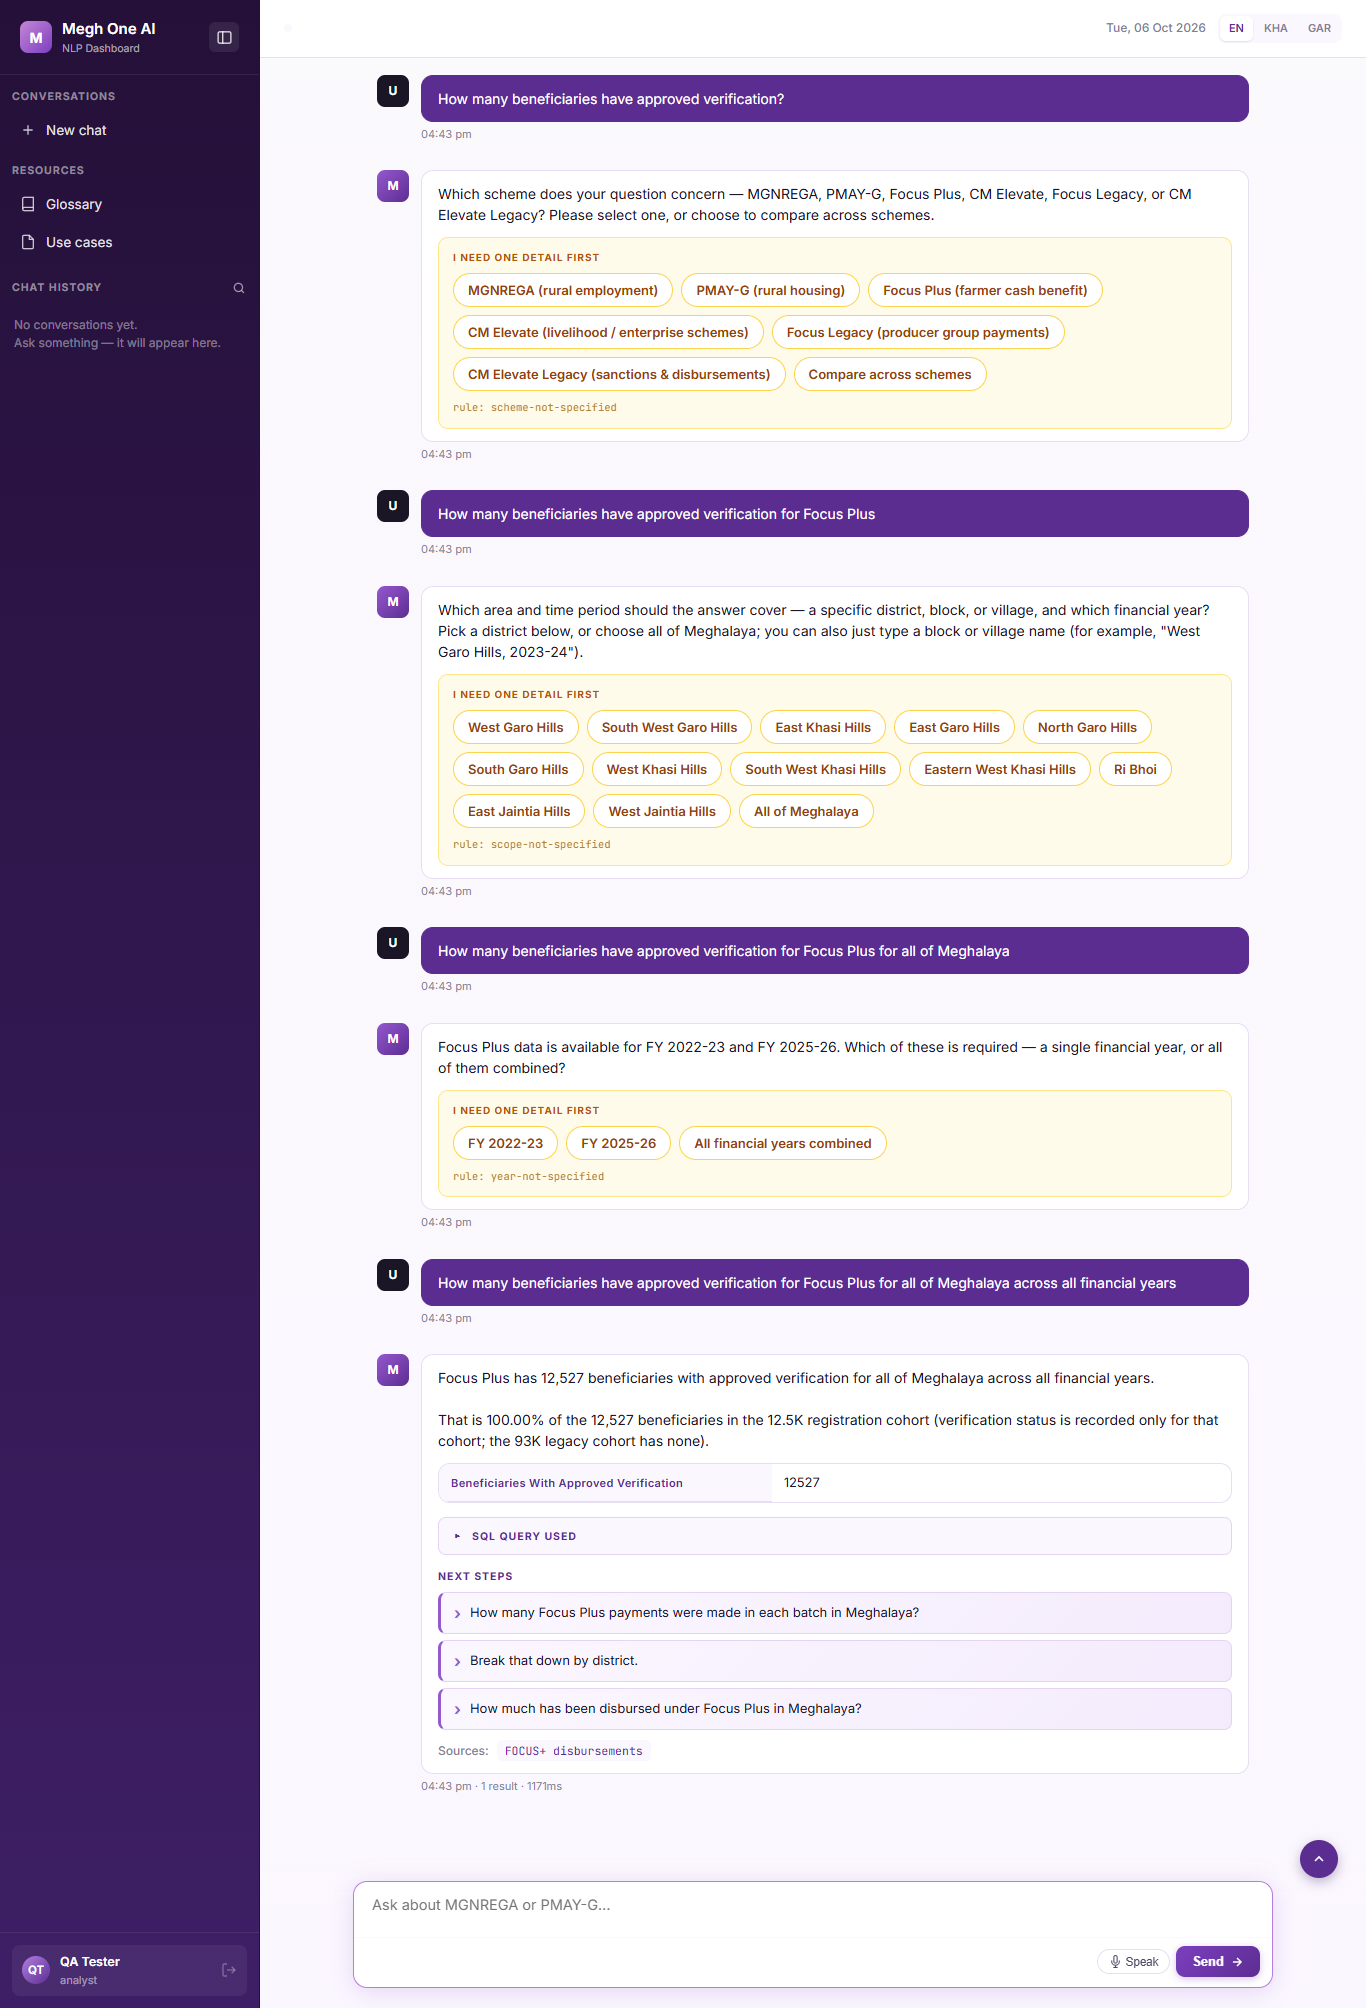 M
Megh One AI
NLP Dashboard
CONVERSATIONS
+ New chat
RESOURCES
Glossary
Use cases
CHAT HISTORY
No conversations yet.
Ask something — it will appear here.
QT
QA Tester
analyst
Tue, 06 Oct 2026
EN
KHA
GAR
U
How many beneficiaries have approved verification?
04:43 pm
M
Which scheme does your question concern — MGNREGA, PMAY-G, Focus Plus, CM Elevate, Focus Legacy, or CM
Elevate Legacy? Please select one, or choose to compare across schemes.
I NEED ONE DETAIL FIRST
MGNREGA (rural employment)
PMAY-G (rural housing)
Focus Plus (farmer cash benefit)
CM Elevate (livelihood / enterprise schemes)
Focus Legacy (producer group payments)
CM Elevate Legacy (sanctions & disbursements)
Compare across schemes
rule: scheme-not-specified
04:43 pm
U
How many beneficiaries have approved verification for Focus Plus
04:43 pm
M
Which area and time period should the answer cover — a specific district, block, or village, and which financial year?
Pick a district below, or choose all of Meghalaya; you can also just type a block or village name (for example, "West
Garo Hills, 2023-24").
I NEED ONE DETAIL FIRST
West Garo Hills
South West Garo Hills
East Khasi Hills
East Garo Hills
North Garo Hills
South Garo Hills
West Khasi Hills
South West Khasi Hills
Eastern West Khasi Hills
Ri Bhoi
East Jaintia Hills
West Jaintia Hills
All of Meghalaya
rule: scope-not-specified
04:43 pm
U
How many beneficiaries have approved verification for Focus Plus for all of Meghalaya
04:43 pm
M
Focus Plus data is available for FY 2022-23 and FY 2025-26. Which of these is required — a single financial year, or all
of them combined?
I NEED ONE DETAIL FIRST
FY 2022-23
FY 2025-26
All financial years combined
rule: year-not-specified
04:43 pm
U
How many beneficiaries have approved verification for Focus Plus for all of Meghalaya across all financial years
04:43 pm
M
Focus Plus has 12,527 beneficiaries with approved verification for all of Meghalaya across all financial years.
That is 100.00% of the 12,527 beneficiaries in the 12.5K registration cohort (verification status is recorded only for that
cohort; the 93K legacy cohort has none).
Beneficiaries With Approved Verification
12527
SQL QUERY USED
NEXT STEPS
How many Focus Plus payments were made in each batch in Meghalaya?
Break that down by district.
How much has been disbursed under Focus Plus in Meghalaya?
Sources: FOCUS+ disbursements
04:43 pm · 1 result · 1171ms
Ask about MGNREGA or PMAY-G...
Speak
Send →